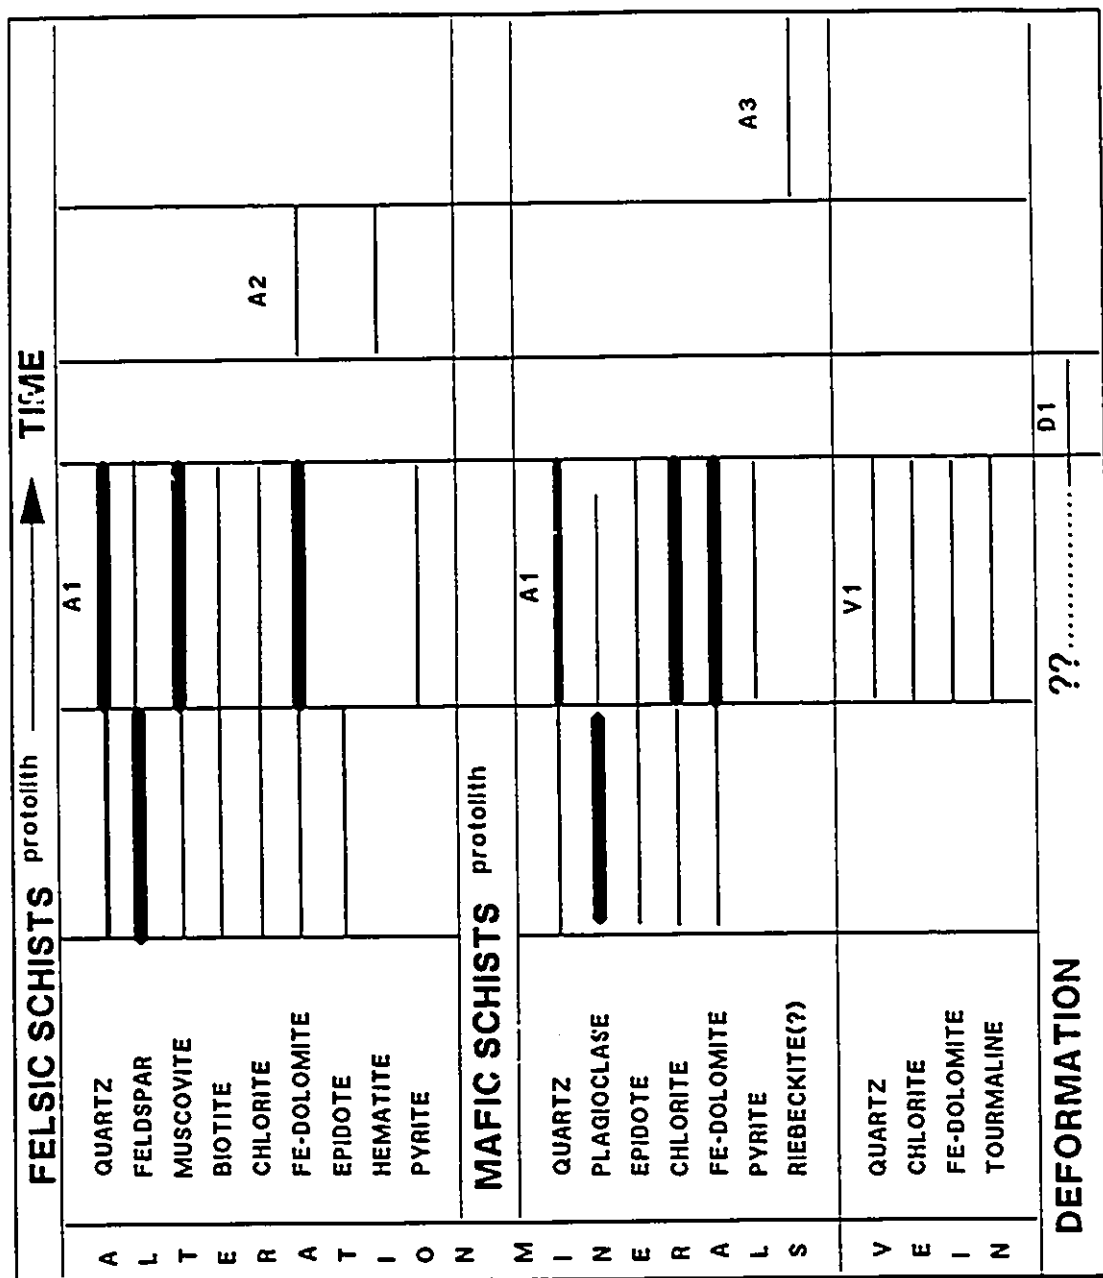 FELSIC SCHISTS protolith TIME
A1
QUARTZ
FELDSPAR
MUSCOVITE
BIOTITE
CHLORITE
A2
FE-DOLOMITE
EPIDOTE
HEMATITE
PYRITE
MAFIC SCHISTS protolith
A1
QUARTZ
PLAGIOCLASE
EPIDOTE
CHLORITE
FE-DOLOMITE
PYRITE
A3
RIEBECKITE(?)
V1
QUARTZ
CHLORITE
FE-DOLOMITE
TOURMALINE
DEFORMATION
??
D1
ALTERATION
MINERALS
VEIN